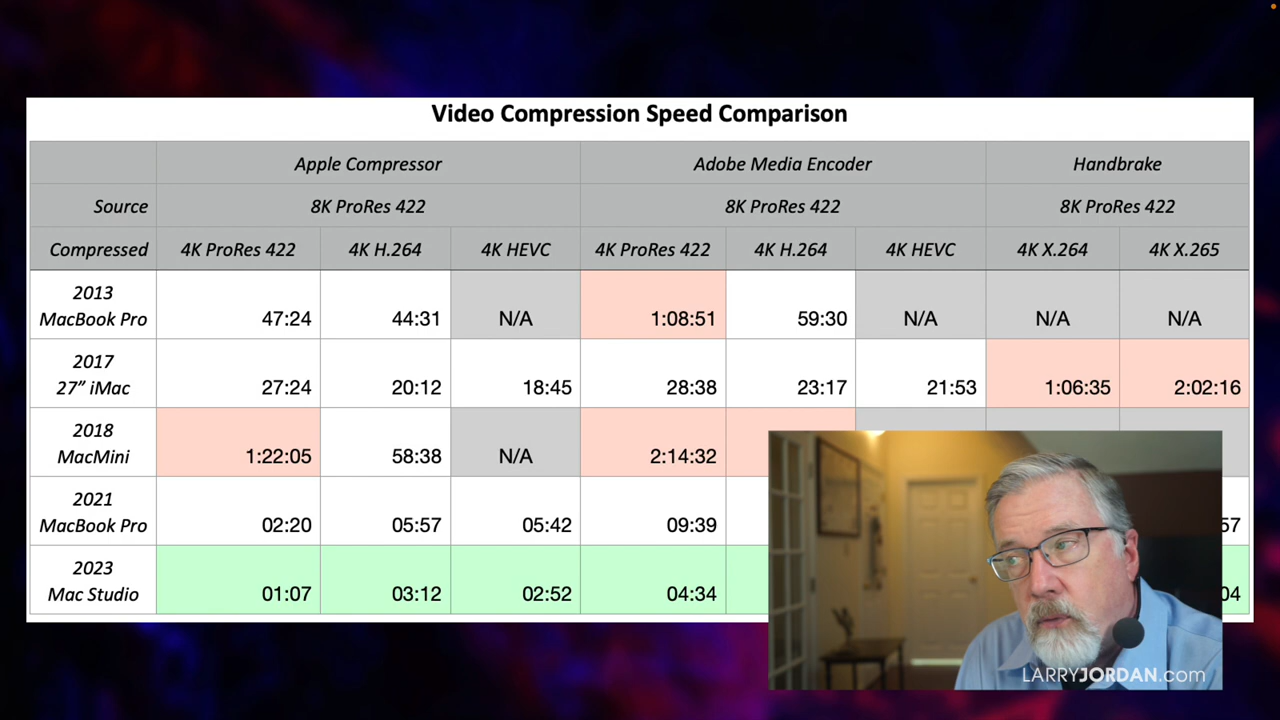 Video Compression Speed Comparison
Apple Compressor Adobe Media Encoder Handbrake
Source 8K ProRes 422 8K ProRes 422 8K ProRes 422
Compressed 4K ProRes 422 4K H.264 4K HEVC 4K ProRes 422 4K H.264 4K HEVC 4K X.264 4K X.265
2013
MacBook Pro 47:24 44:31 N/A 1:08:51 59:30 N/A N/A N/A
2017
27” iMac 27:24 20:12 18:45 28:38 23:17 21:53 1:06:35 2:02:16
2018
MacMini 1:22:05 58:38 N/A 2:14:32
2021
MacBook Pro 02:20 05:57 05:42 09:39 57
2023
Mac Studio 01:07 03:12 02:52 04:34 04
LARRYJORDAN.com